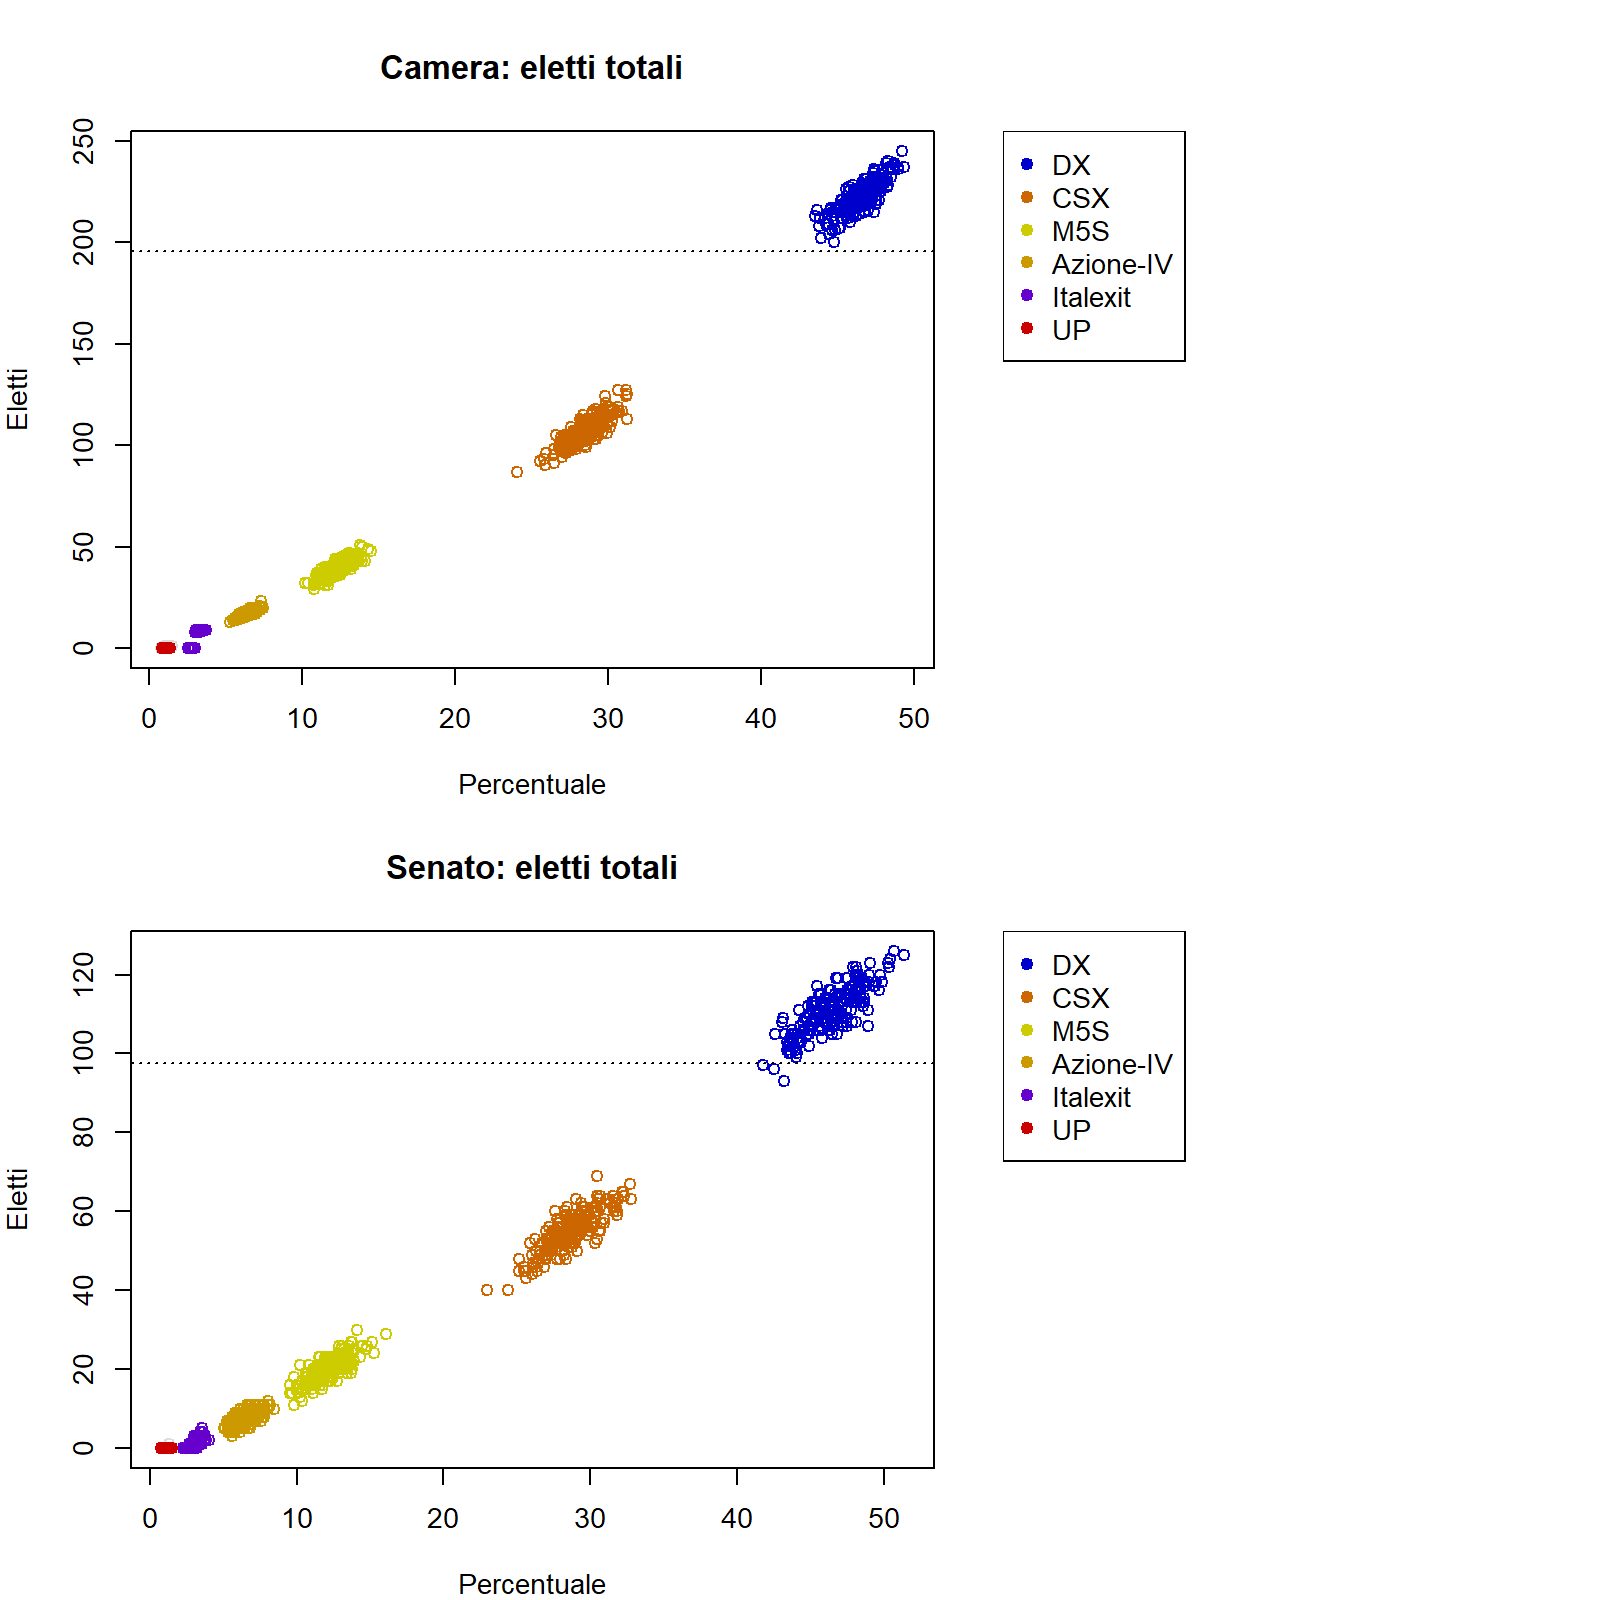 Camera: eletti totali
250
200
150
100
50
0
Eletti
0 10 20 30 40 50
Percentuale
DX
CSX
M5S
Azione-IV
Italexit
UP
Senato: eletti totali
120
100
80
60
40
20
0
Eletti
0 10 20 30 40 50
Percentuale
DX
CSX
M5S
Azione-IV
Italexit
UP